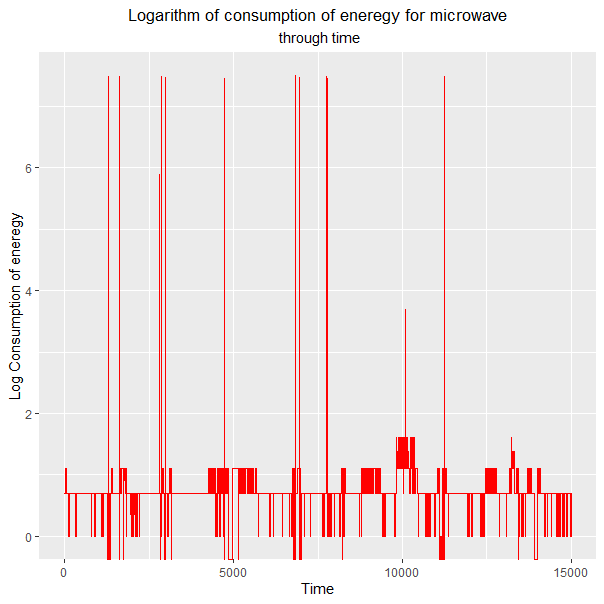 Logarithm of consumption of eneregy for microwave
through time
Log Consumption of eneregy
6
4
2
0
0 5000 10000 15000
Time